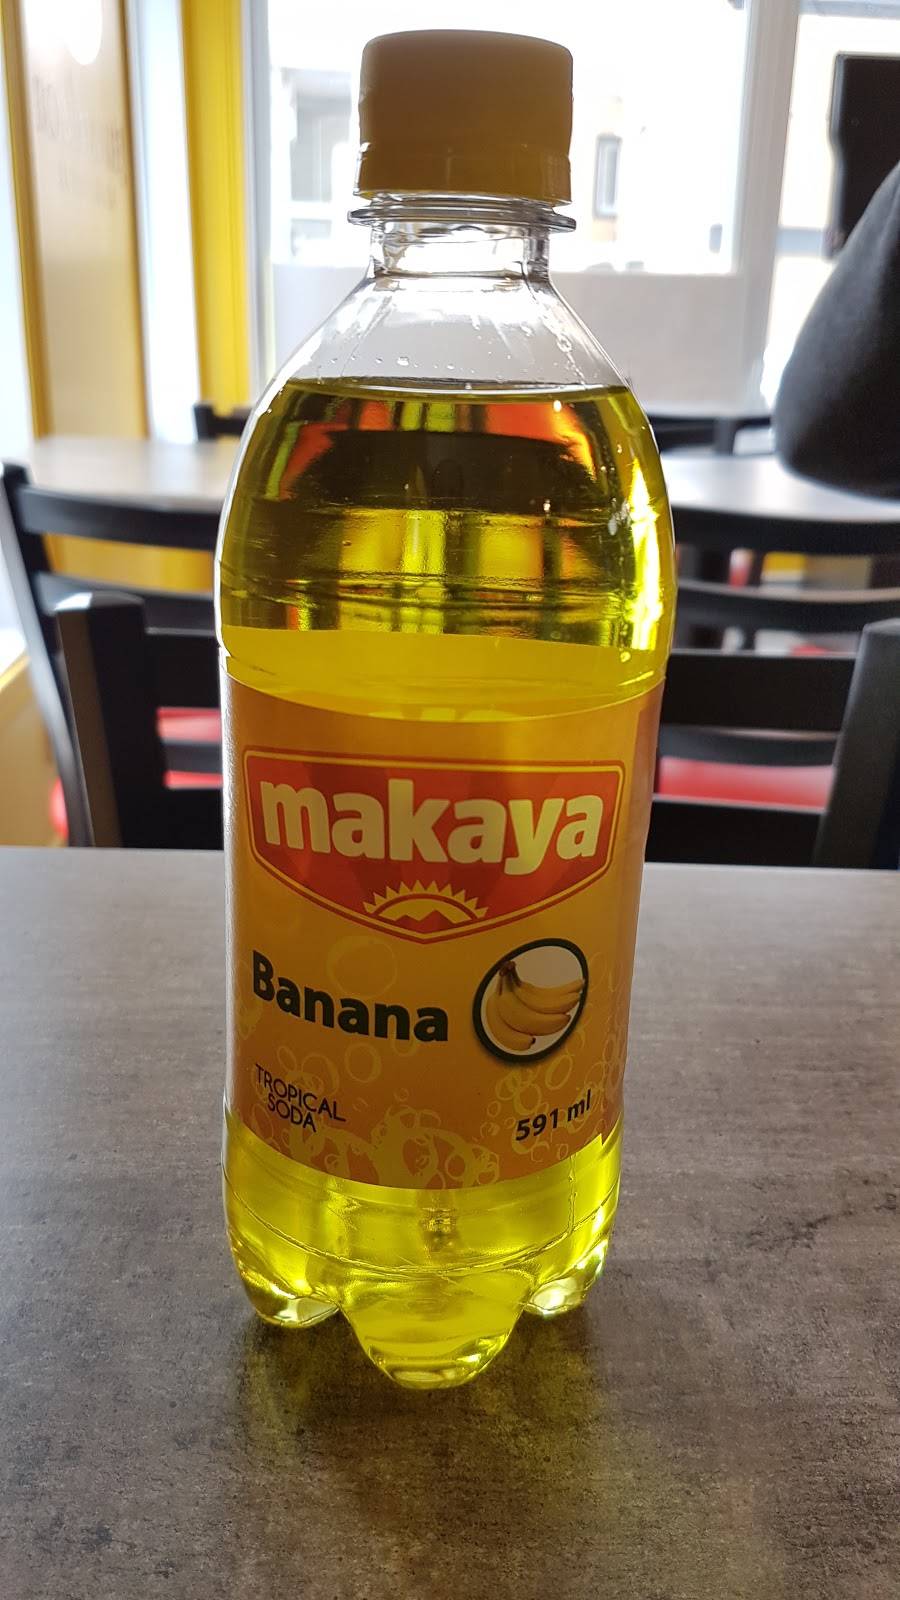 makaya
Banana
TROPICAL
SODA
591 ml